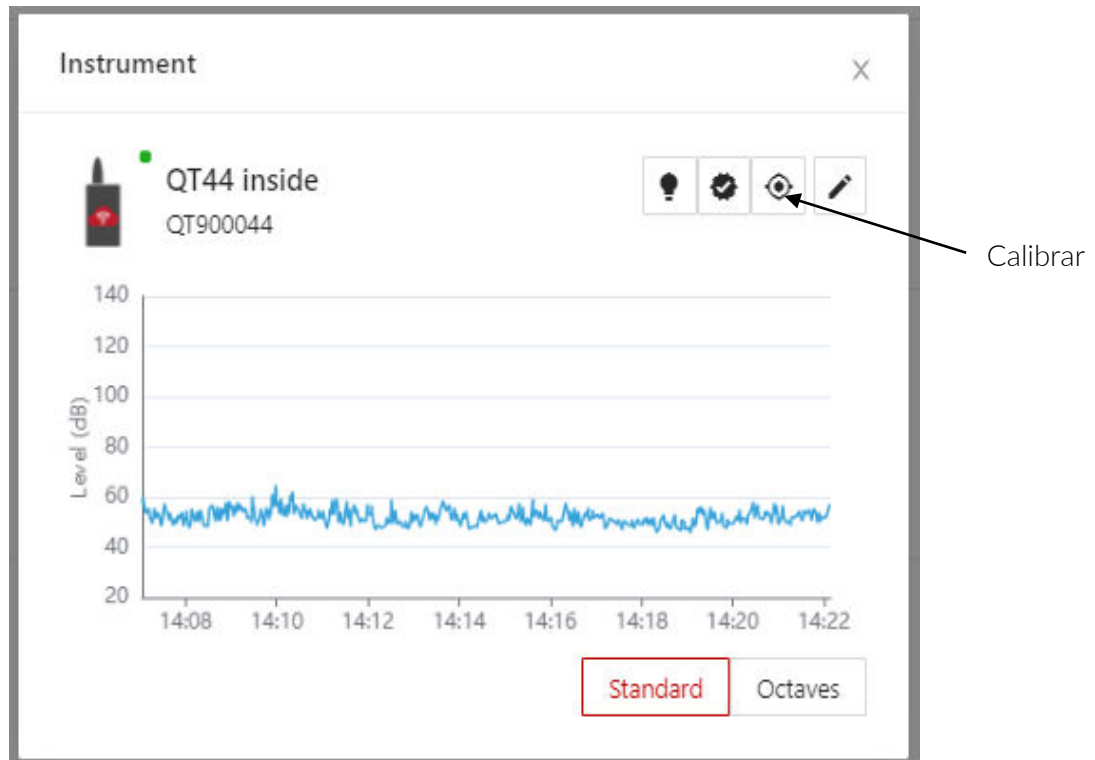 Instrument
X
QT44 inside
QT900044
Calibrar
140
120
100
80
60
40
20
Level (dB)
14:08 14:10 14:12 14:14 14:16 14:18 14:20 14:22
Standard Octaves